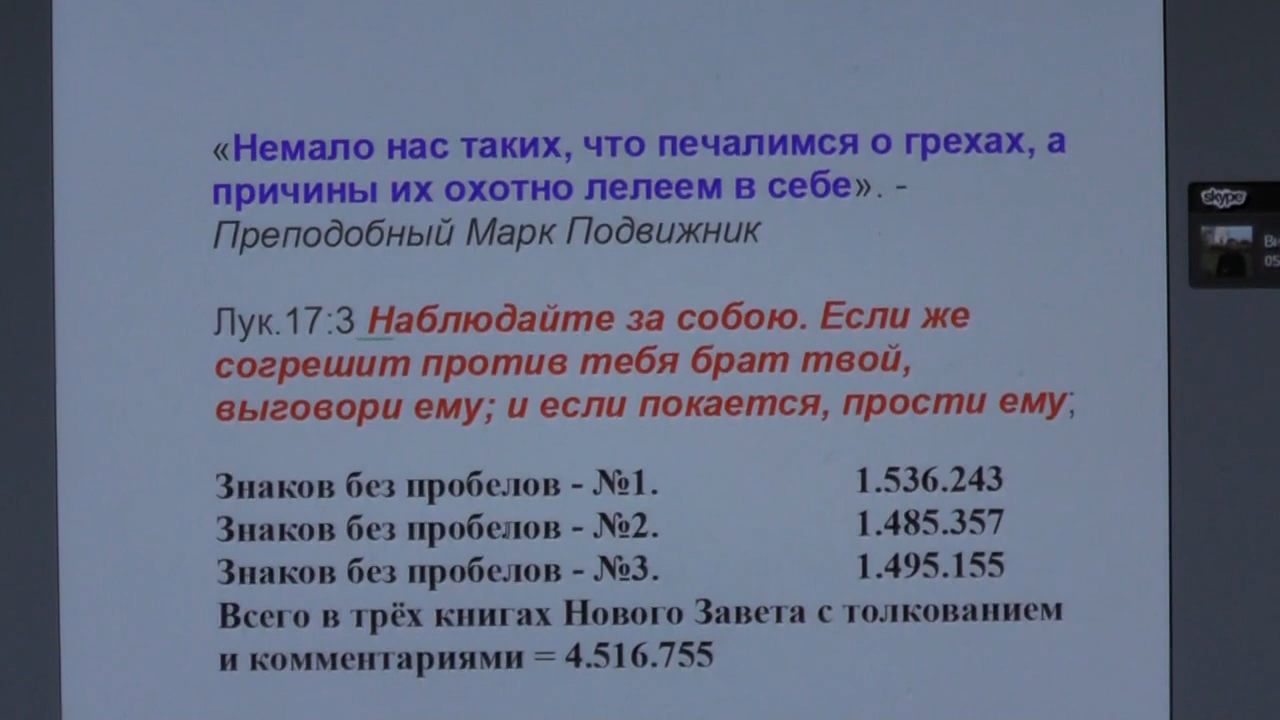 «Немало нас таких, что печалимся о грехах, а
причины их охотно лелеем в себе». -
Преподобный Марк Подвижник
Лук.17:3 Наблюдайте за собою. Если же
согрешит против тебя брат твой,
выговори ему; и если покается, прости ему;
Знаков без пробелов - №1. 1.536.243
Знаков без пробелов - №2. 1.485.357
Знаков без пробелов - №3. 1.495.155
Всего в трёх книгах Нового Завета с толкованием
и комментариями = 4.516.755
skype
05